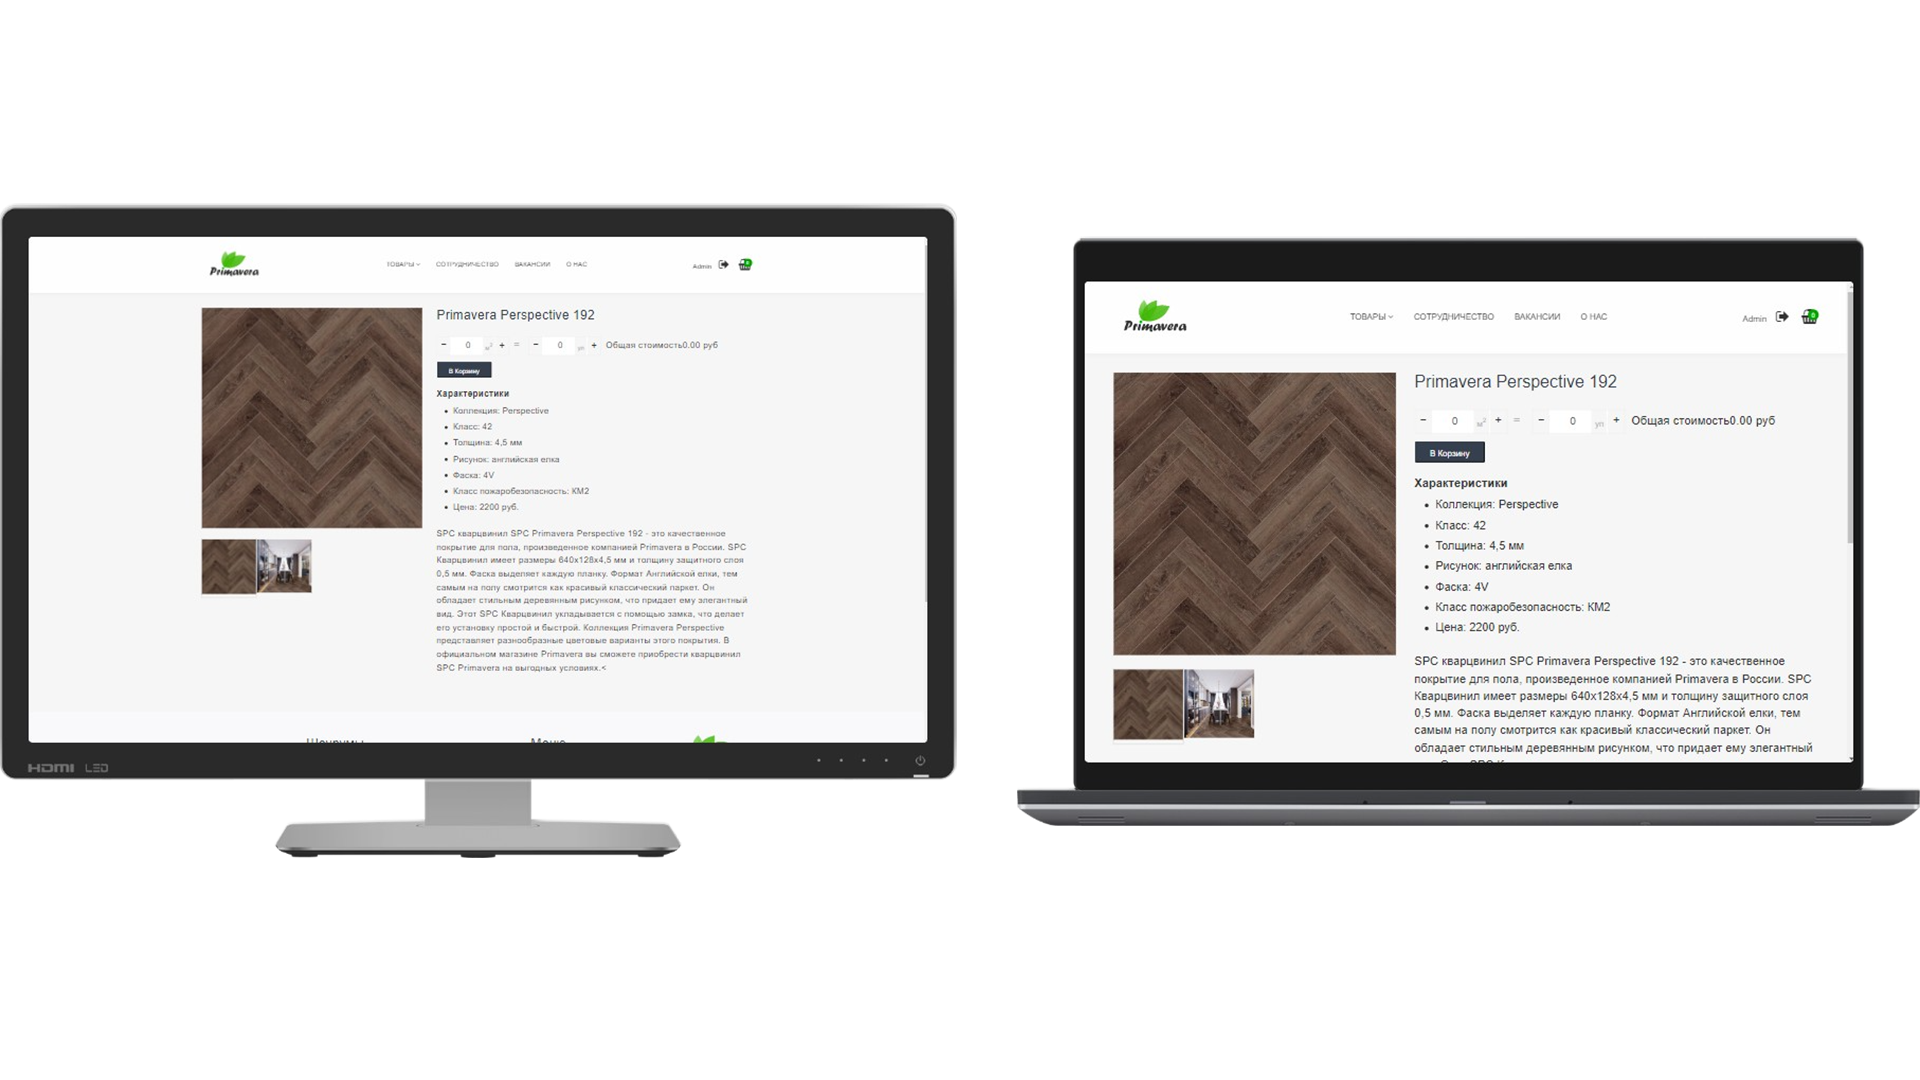 Primavera
ТОВАРЫ СОТРУДНИЧЕСТВО ВАКАНСИИ О НАС
Admin 0
Primavera Perspective 192
- 0 м² + = - 0 уп + Общая стоимость0.00 руб
В Корзину
Характеристики
Коллекция: Perspective
Класс: 42
Толщина: 4,5 мм
Рисунок: английская елка
Фаска: 4V
Класс пожаробезопасность: КМ2
Цена: 2200 руб.
SPC кварцвинил SPC Primavera Perspective 192 - это качественное
покрытие для пола, произведенное компанией Primavera в России. SPC
Кварцвинил имеет размеры 640х128х4,5 мм и толщину защитного слоя
0,5 мм. Фаска выделяет каждую планку. Формат Английской елки, тем
самым на полу смотрится как красивый классический паркет. Он
обладает стильным деревянным рисунком, что придает ему элегантный
вид. Этот SPC Кварцвинил укладывается с помощью замка, что делает
его установку простой и быстрой. Коллекция Primavera Perspective
представляет разнообразные цветовые варианты этого покрытия. В
официальном магазине Primavera вы сможете приобрести кварцвинил
SPC Primavera на выгодных условиях.<
Шоурумы Меню
HDMI LED
Primavera
ТОВАРЫ СОТРУДНИЧЕСТВО ВАКАНСИИ О НАС
Admin 0
Primavera Perspective 192
- 0 м² + = - 0 уп + Общая стоимость0.00 руб
В Корзину
Характеристики
Коллекция: Perspective
Класс: 42
Толщина: 4,5 мм
Рисунок: английская елка
Фаска: 4V
Класс пожаробезопасность: КМ2
Цена: 2200 руб.
SPC кварцвинил SPC Primavera Perspective 192 - это качественное
покрытие для пола, произведенное компанией Primavera в России. SPC
Кварцвинил имеет размеры 640х128х4,5 мм и толщину защитного слоя
0,5 мм. Фаска выделяет каждую планку. Формат Английской елки, тем
самым на полу смотрится как красивый классический паркет. Он
обладает стильным деревянным рисунком, что придает ему элегантный